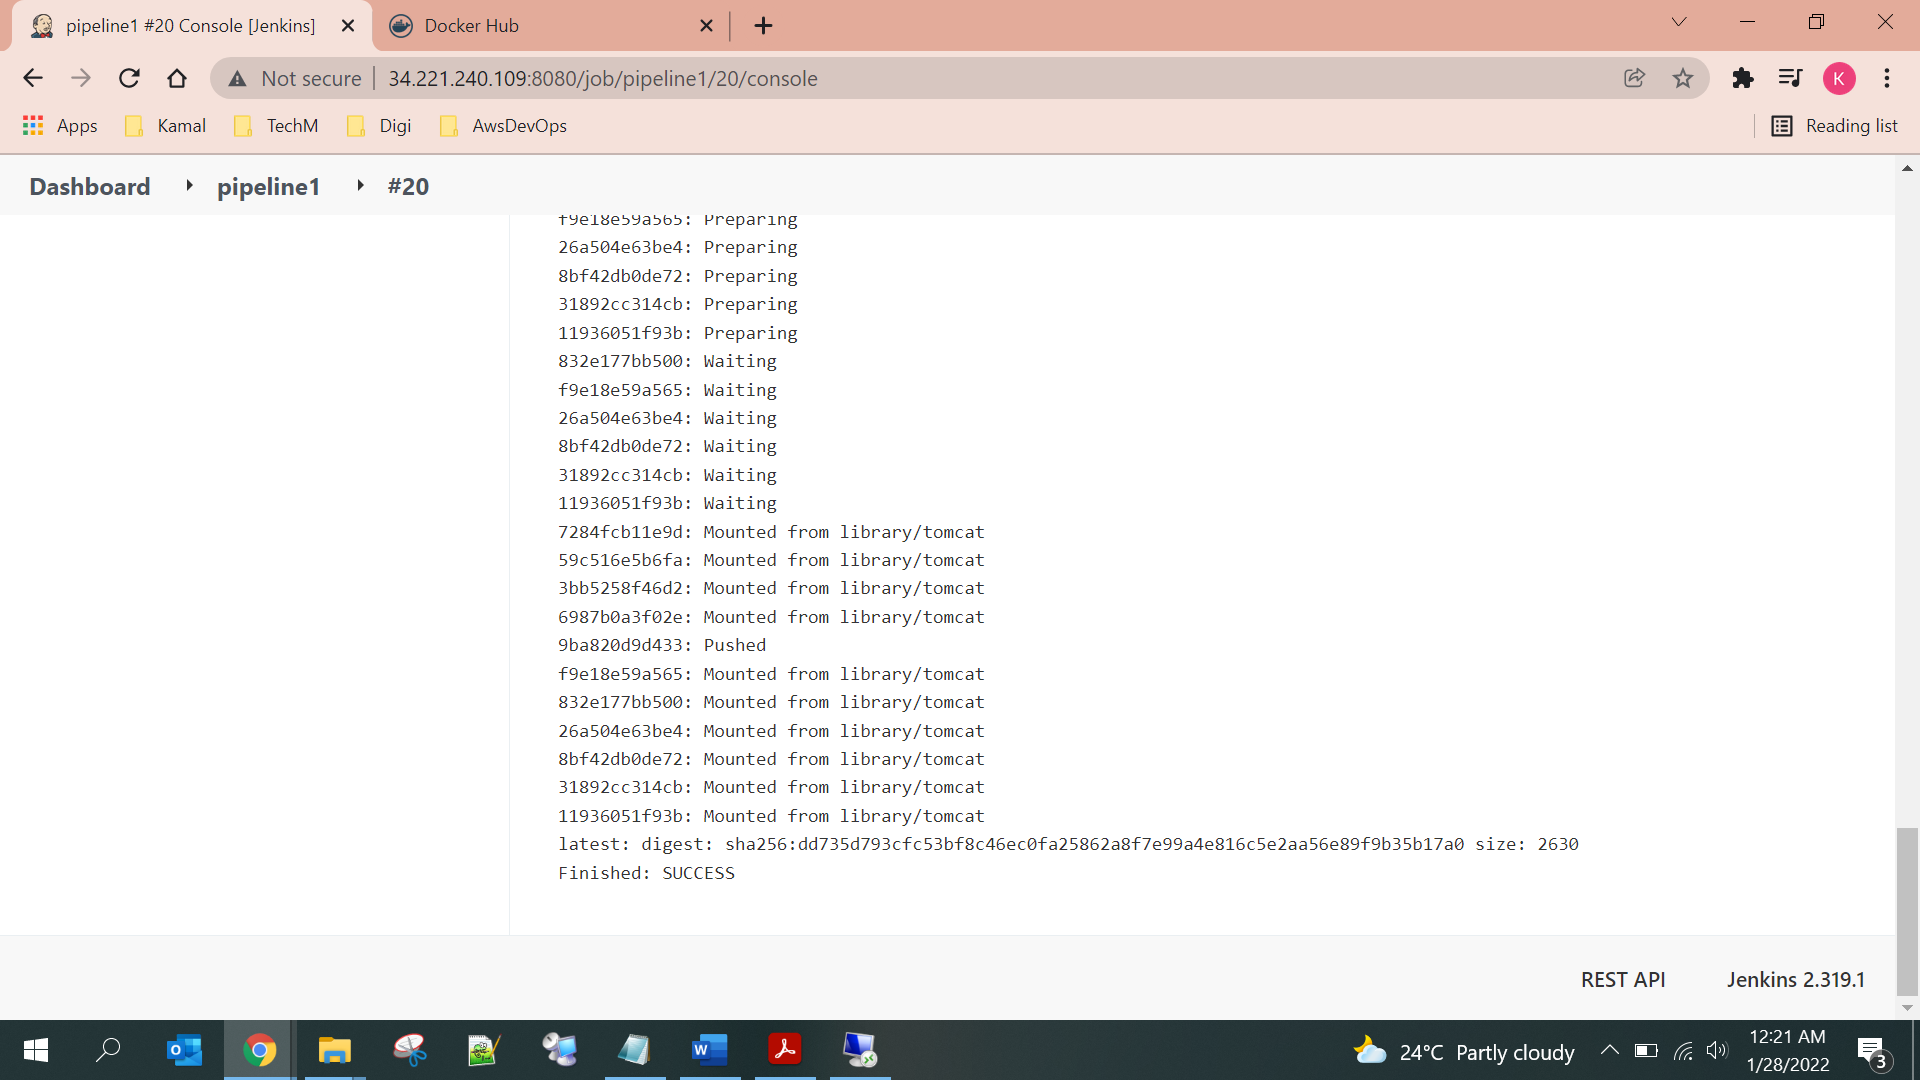 pipeline1 #20 Console [Jenkins]
Docker Hub
Not secure
34.221.240.109:8080/job/pipeline1/20/console
K
Apps
Kamal
TechM
Digi
AwsDevOps
Reading list
Dashboard
pipeline1
#20
f9e18e59a565: Preparing
26a504e63be4: Preparing
8bf42db0de72: Preparing
31892cc314cb: Preparing
11936051f93b: Preparing
832e177bb500: Waiting
f9e18e59a565: Waiting
26a504e63be4: Waiting
8bf42db0de72: Waiting
31892cc314cb: Waiting
11936051f93b: Waiting
7284fcb11e9d: Mounted from library/tomcat
59c516e5b6fa: Mounted from library/tomcat
3bb5258f46d2: Mounted from library/tomcat
6987b0a3f02e: Mounted from library/tomcat
9ba820d9d433: Pushed
f9e18e59a565: Mounted from library/tomcat
832e177bb500: Mounted from library/tomcat
26a504e63be4: Mounted from library/tomcat
8bf42db0de72: Mounted from library/tomcat
31892cc314cb: Mounted from library/tomcat
11936051f93b: Mounted from library/tomcat
latest: digest: sha256:dd735d793cfc53bf8c46ec0fa25862a8f7e99a4e816c5e2aa56e89f9b35b17a0 size: 2630
Finished: SUCCESS
REST API
Jenkins 2.319.1
24°C Partly cloudy
12:21 AM
1/28/2022
3